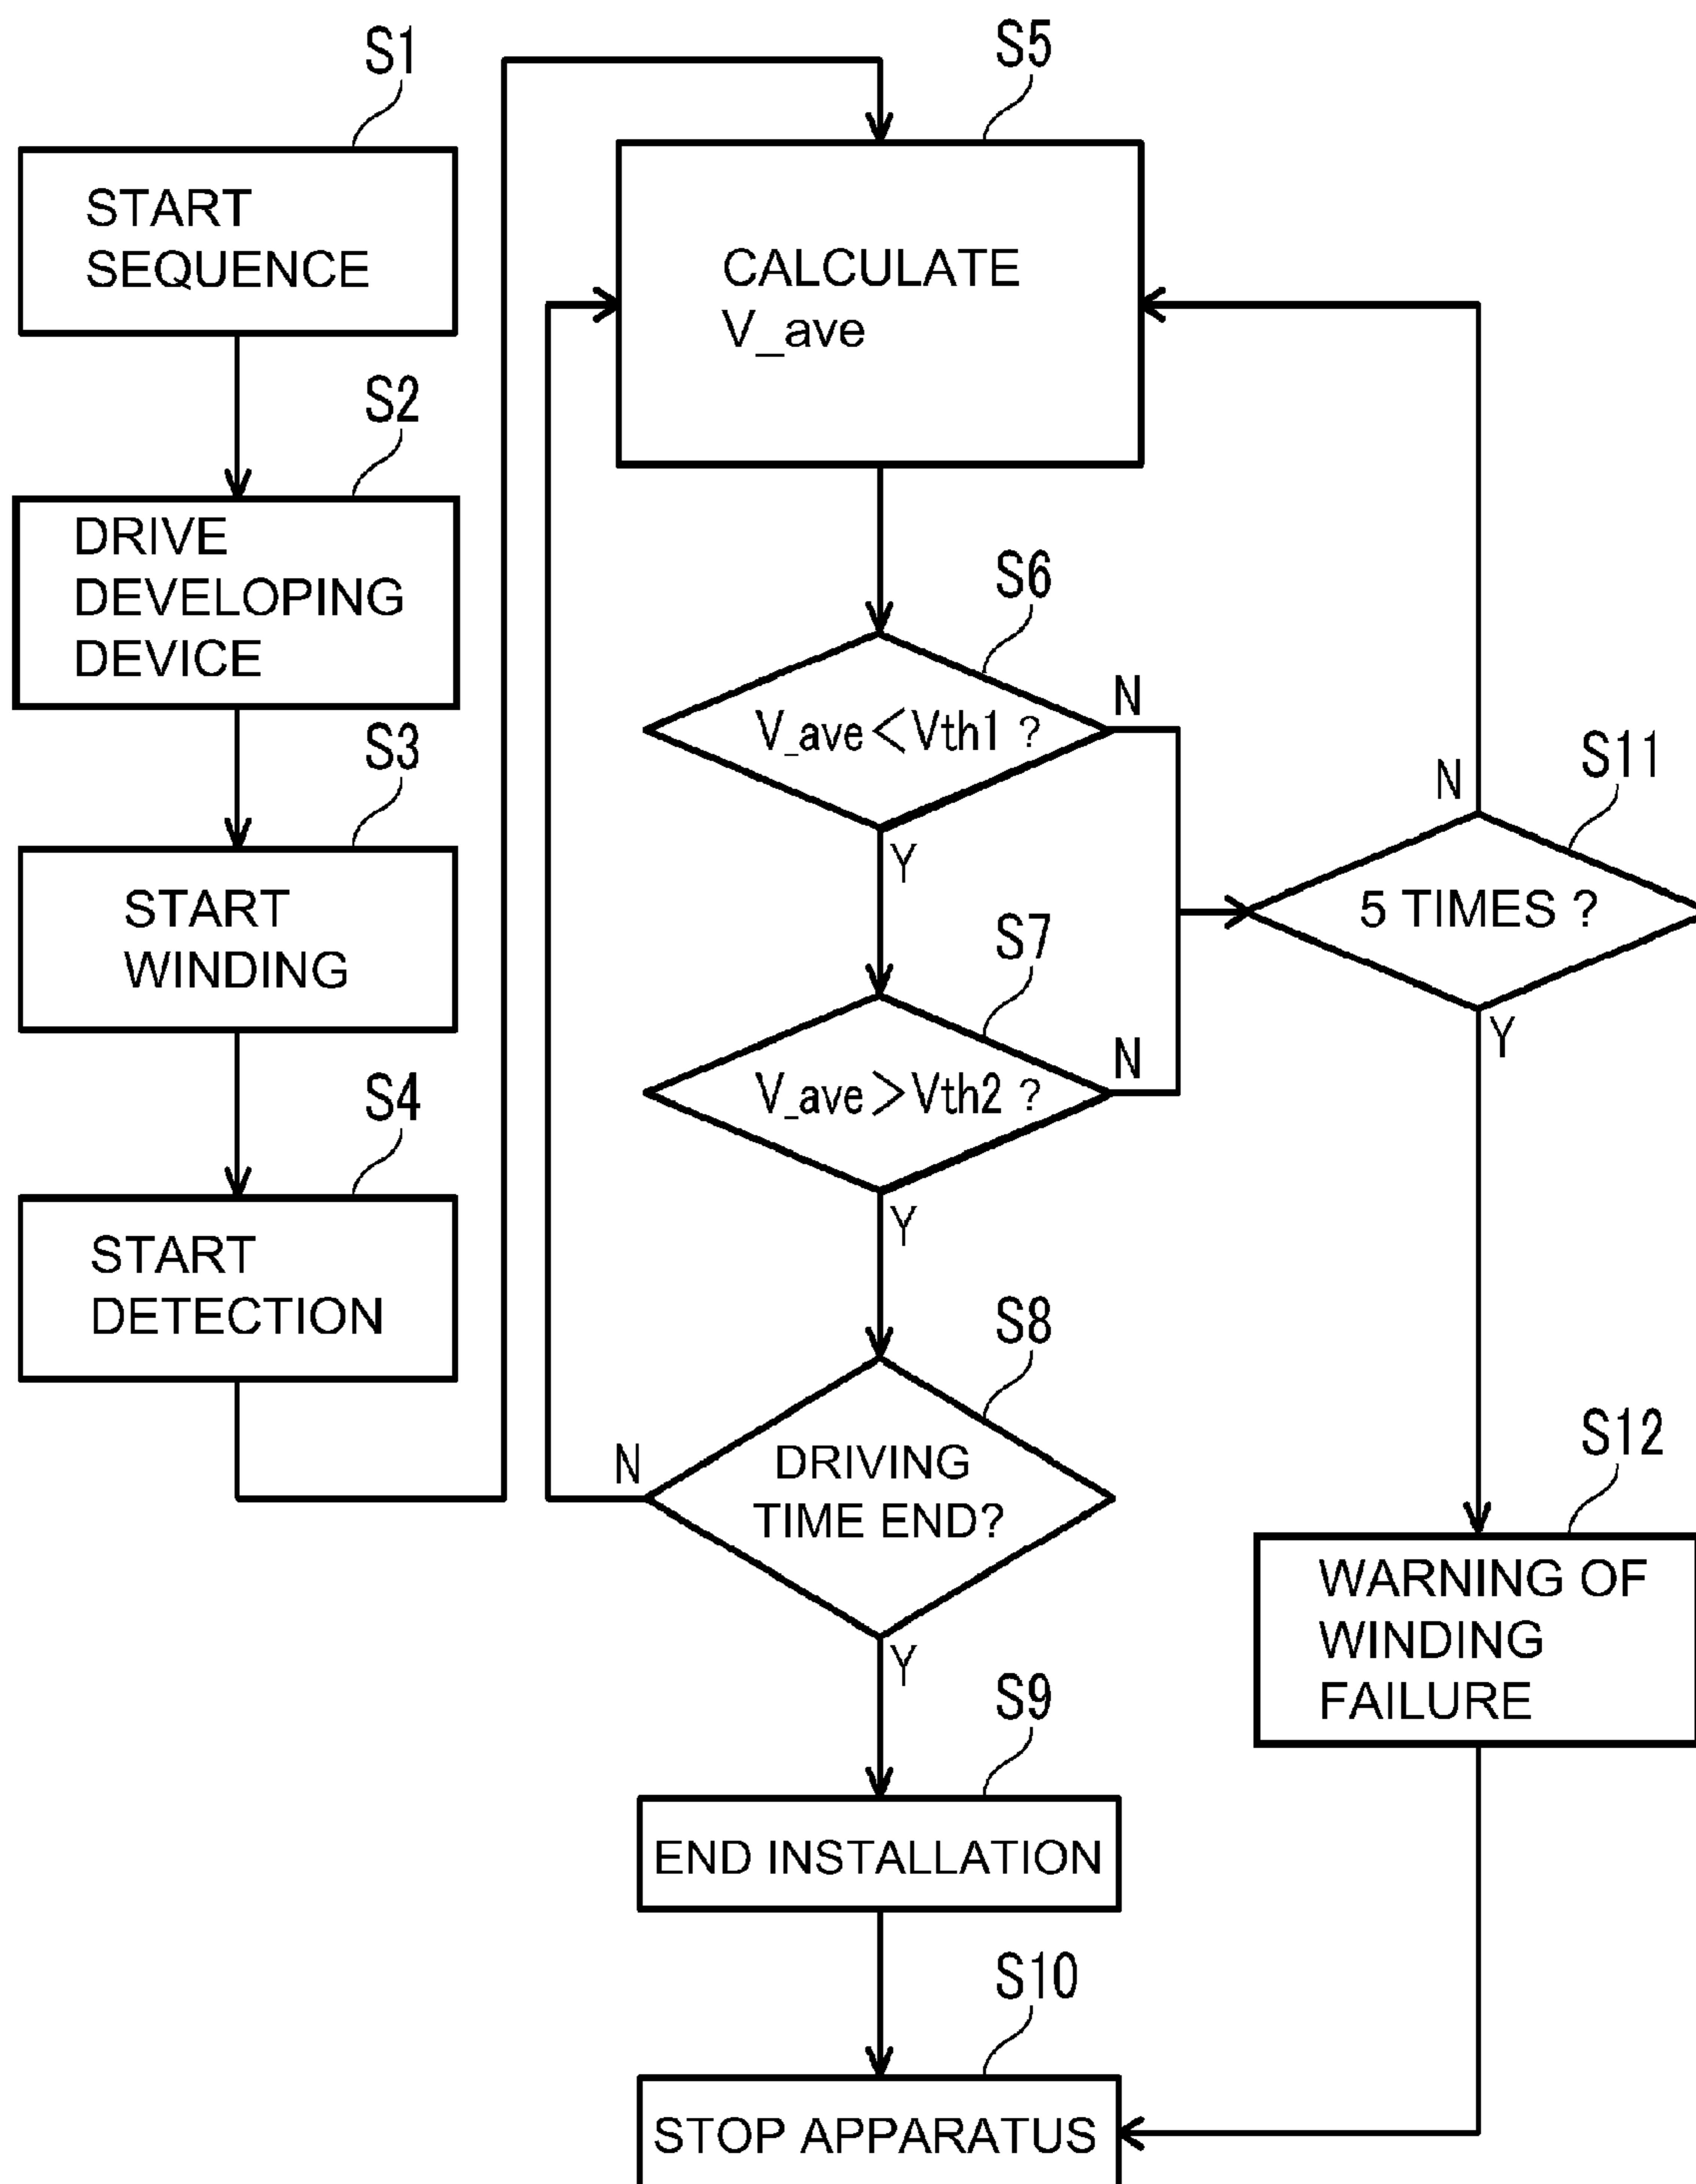 S1
START
SEQUENCE
S2
DRIVE
DEVELOPING
DEVICE
S3
START
WINDING
S4
START
DETECTION
S5
CALCULATE
V_ave
S6
V_ave<Vth1 ?
N
Y
S7
V_ave>Vth2 ?
N
Y
S8
DRIVING
TIME END?
N
Y
S9
END INSTALLATION
S10
STOP APPARATUS
S11
5 TIMES ?
N
Y
S12
WARNING OF
WINDING
FAILURE